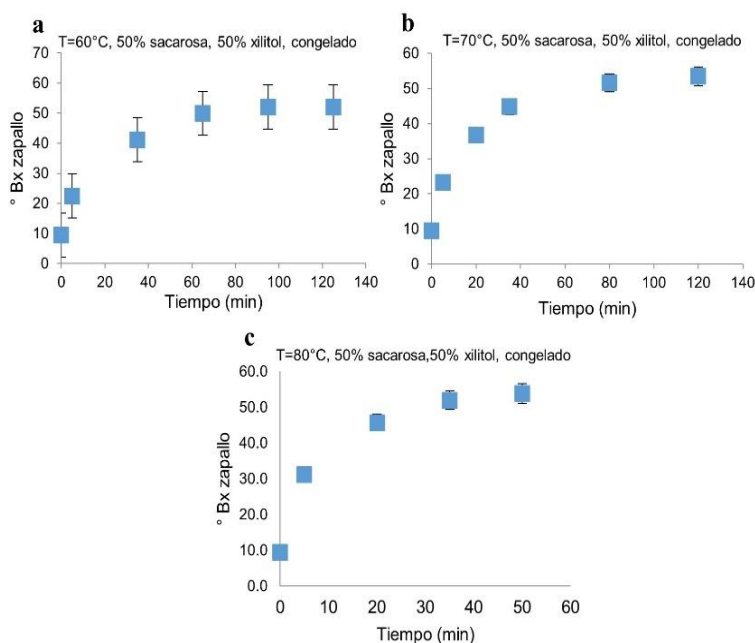 a
T=60°C, 50% sacarosa, 50% xilitol, congelado
70
60
50
40
30
20
10
0
° Bx zapallo
0 20 40 60 80 100 120 140
Tiempo (min)
b
T=70°C, 50% sacarosa, 50% xilitol, congelado
60
50
40
30
20
10
0
° Bx zapallo
0 20 40 60 80 100 120 140
Tiempo (min)
c
T=80°C, 50% sacarosa,50% xilitol, congelado
60.0
50.0
40.0
30.0
20.0
10.0
0.0
° Bx zapallo
0 10 20 30 40 50 60
Tiempo (min)